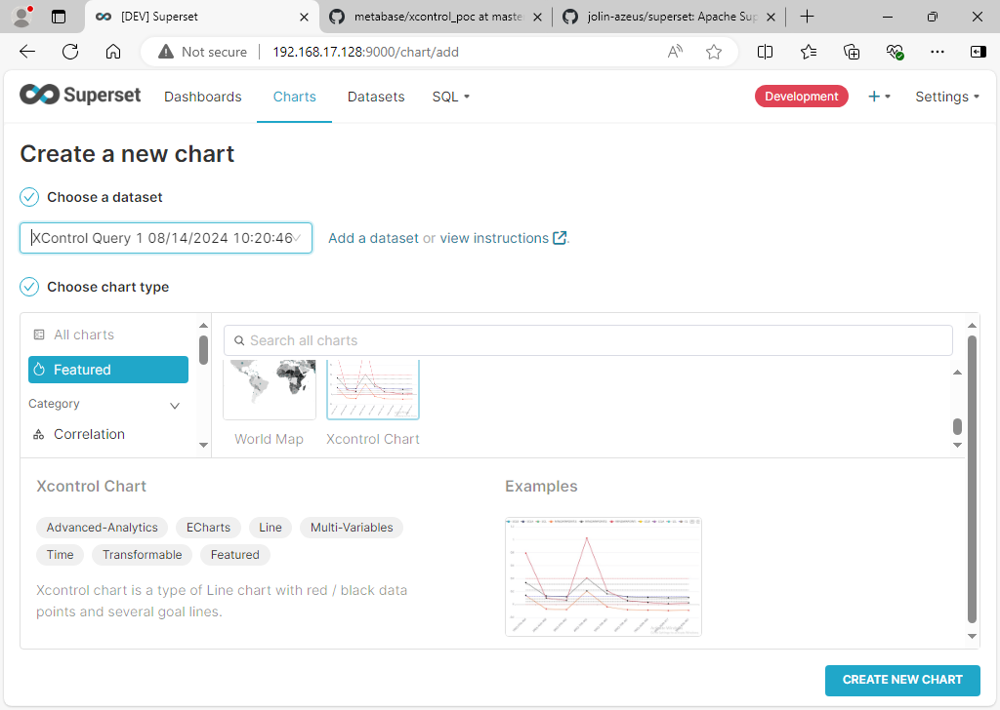 [DEV] Superset
metabase/xcontrol_poc at maste
jolin-azeus/superset: Apache Sup
Not secure
192.168.17.128:9000/chart/add
Superset
Dashboards
Charts
Datasets
SQL
Development
Settings
Create a new chart
Choose a dataset
XControl Query 1 08/14/2024 10:20:46
Add a dataset or view instructions.
Choose chart type
All charts
Search all charts
Featured
Category
Correlation
World Map
Xcontrol Chart
Xcontrol Chart
Examples
Advanced-Analytics
ECharts
Line
Multi-Variables
Time
Transformable
Featured
Xcontrol chart is a type of Line chart with red / black data
points and several goal lines.
CREATE NEW CHART